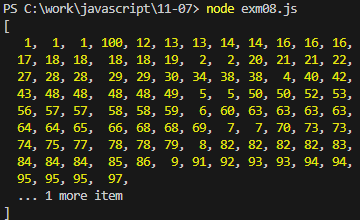 PS C:\work\javascript\11-07> node exm08.js
[
1, 1, 1, 100, 12, 13, 13, 14, 14, 16, 16, 16,
17, 18, 18, 18, 18, 19, 2, 2, 20, 21, 21, 22,
27, 28, 28, 29, 29, 30, 34, 38, 38, 4, 40, 42,
43, 48, 48, 48, 48, 49, 5, 5, 50, 50, 52, 53,
56, 57, 57, 58, 58, 59, 6, 60, 63, 63, 63, 63,
64, 64, 65, 66, 68, 68, 69, 7, 7, 70, 73, 73,
74, 75, 77, 78, 78, 79, 8, 82, 82, 82, 82, 83,
84, 84, 84, 85, 86, 9, 91, 92, 93, 93, 94, 94,
95, 95, 95, 97,
... 1 more item
]